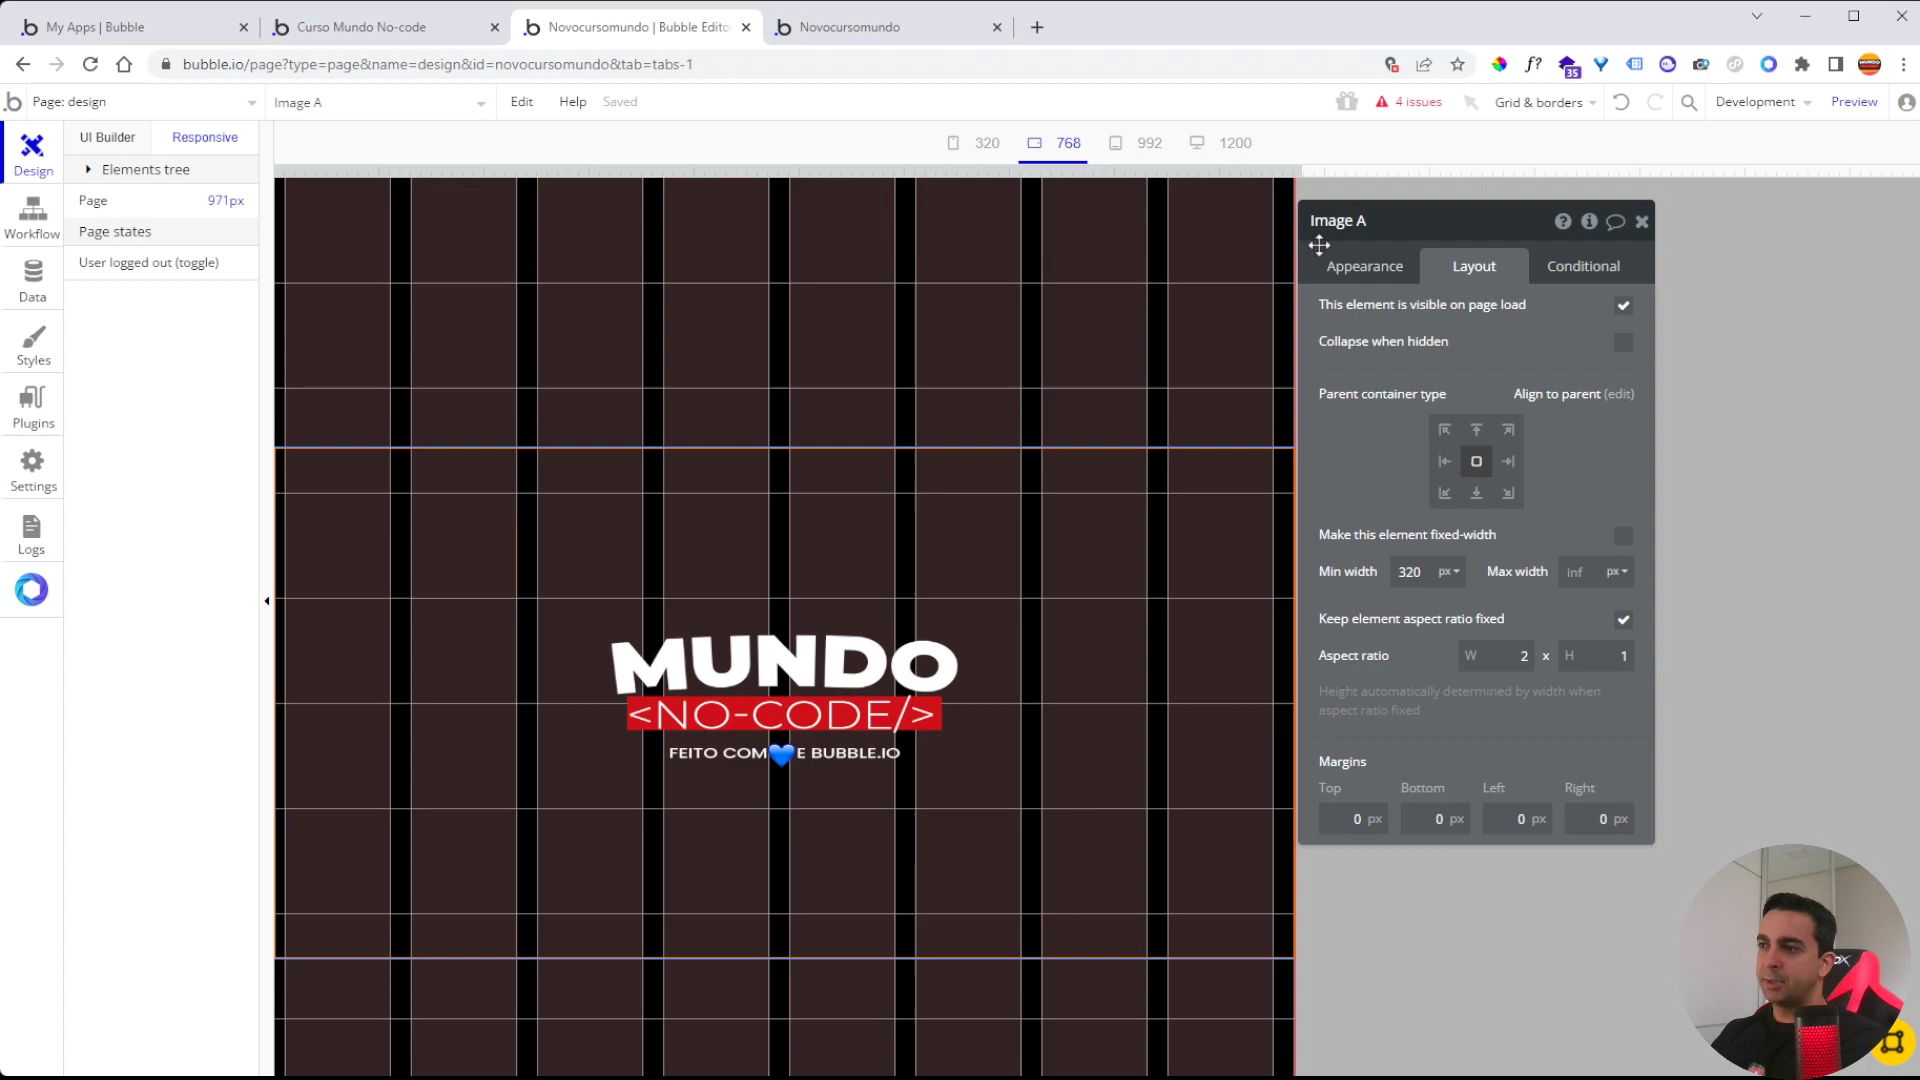 My Apps | Bubble
Curso Mundo No-code
Novocursomundo | Bubble Edito
Novocursomundo
bubble.io/page?type=page&name=design&id=novocursomundo&tab=tabs-1
f?
35
Page: design
Image A
Edit
Help
Saved
4 issues
Grid & borders
Development
Preview
Design
UI Builder
Responsive
320
768
992
1200
Elements tree
Page
971px
Page states
User logged out (toggle)
Workflow
Data
Styles
Plugins
Settings
Logs
MUNDO
<NO-CODE/>
FEITO COM💙E BUBBLE.IO
Image A
Appearance
Layout
Conditional
This element is visible on page load
Collapse when hidden
Parent container type
Align to parent (edit)
Make this element fixed-width
Min width 320 px
Max width inf px
Keep element aspect ratio fixed
Aspect ratio W 2 x H 1
Height automatically determined by width when
aspect ratio fixed
Margins
Top Bottom Left Right
0 px 0 px 0 px 0 px